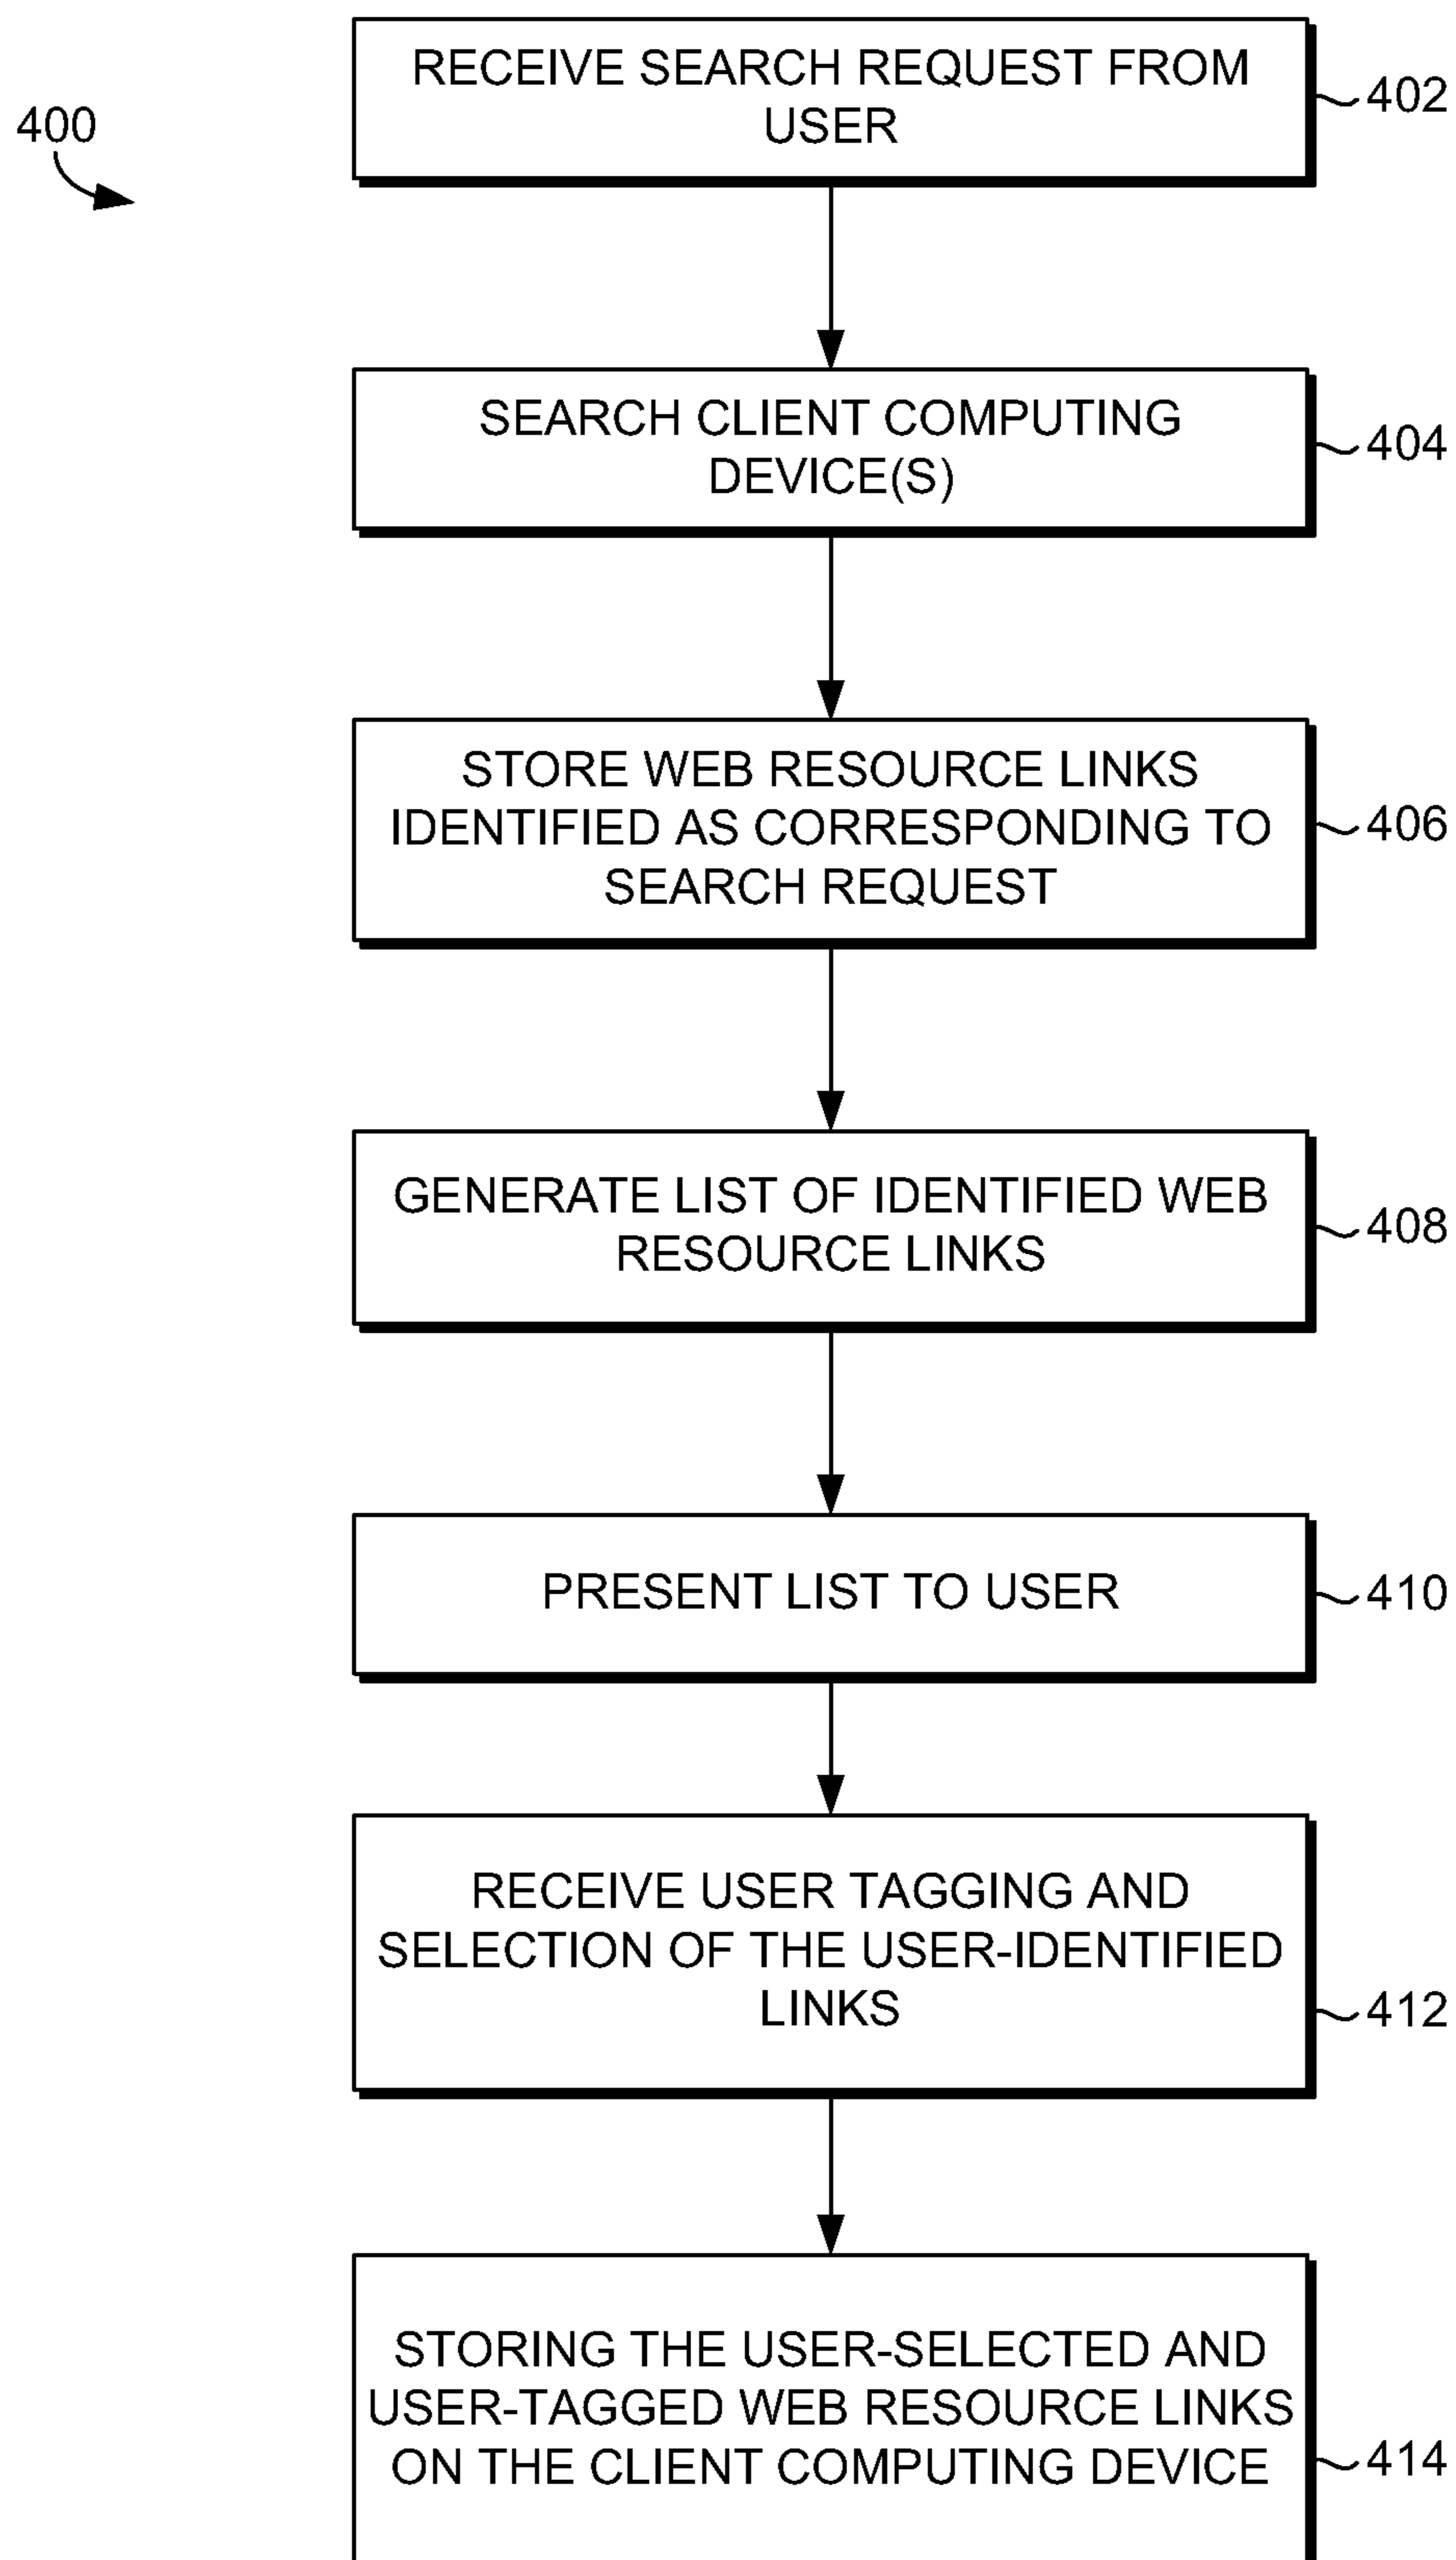 400
RECEIVE SEARCH REQUEST FROM
USER
402
SEARCH CLIENT COMPUTING
DEVICE(S)
404
STORE WEB RESOURCE LINKS
IDENTIFIED AS CORRESPONDING TO
SEARCH REQUEST
406
GENERATE LIST OF IDENTIFIED WEB
RESOURCE LINKS
408
PRESENT LIST TO USER
410
RECEIVE USER TAGGING AND
SELECTION OF THE USER-IDENTIFIED
LINKS
412
STORING THE USER-SELECTED AND
USER-TAGGED WEB RESOURCE LINKS
ON THE CLIENT COMPUTING DEVICE
414